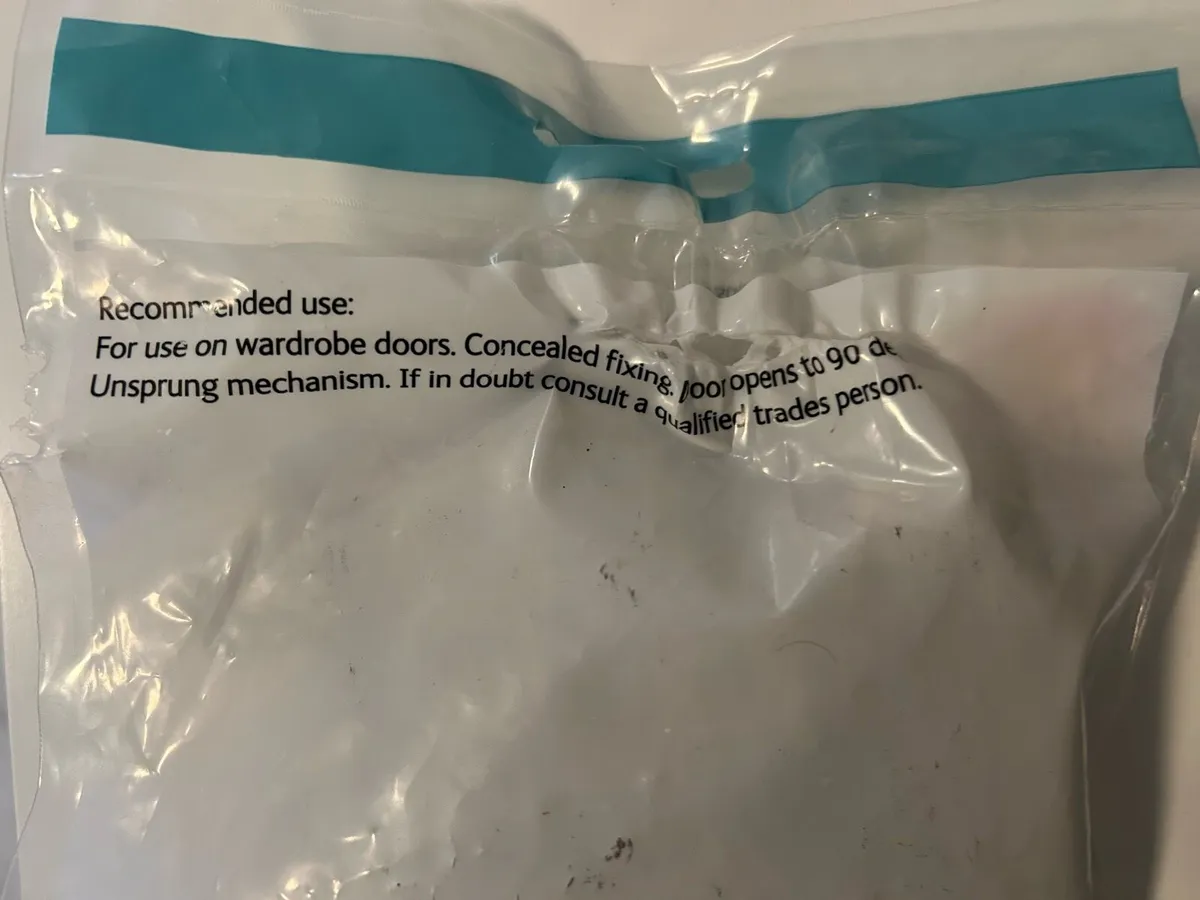 Recommended use:
For use on wardrobe doors. Concealed fixing. Door opens to 90 de
Unsprung mechanism. If in doubt consult a qualified trades person.